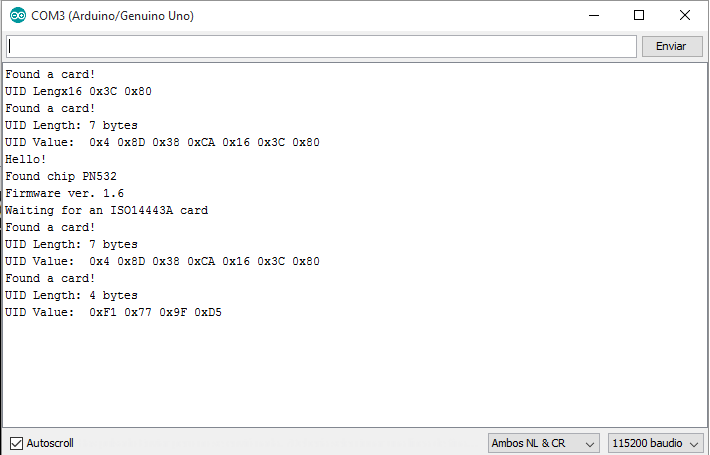 COM3 (Arduino/Genuino Uno)
Enviar
Found a card!
UID Lengx16 0x3C 0x80
Found a card!
UID Length: 7 bytes
UID Value:  0x4 0x8D 0x38 0xCA 0x16 0x3C 0x80
Hello!
Found chip PN532
Firmware ver. 1.6
Waiting for an ISO14443A card
Found a card!
UID Length: 7 bytes
UID Value:  0x4 0x8D 0x38 0xCA 0x16 0x3C 0x80
Found a card!
UID Length: 4 bytes
UID Value:  0xF1 0x77 0x9F 0xD5
Autoscroll
Ambos NL & CR
115200 baudio